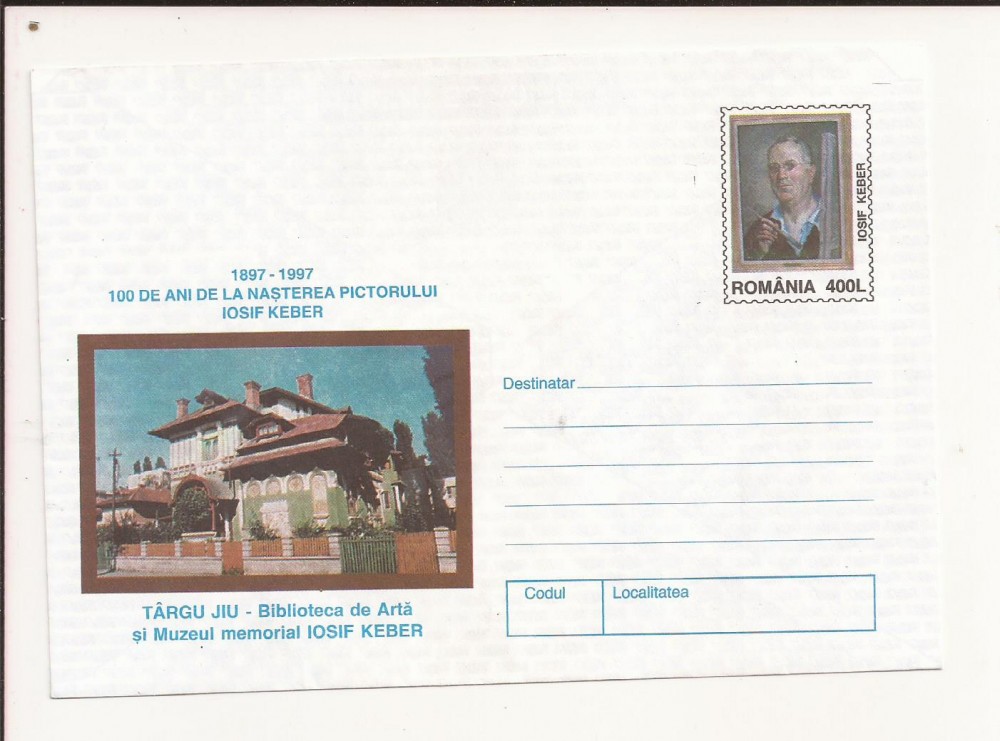 IOSIF KEBER
ROMÂNIA 400L
1897 - 1997
100 DE ANI DE LA NAȘTEREA PICTORULUI
IOSIF KEBER
Destinatar
Codul
Localitatea
TÂRGU JIU - Biblioteca de Artă
și Muzeul memorial IOSIF KEBER